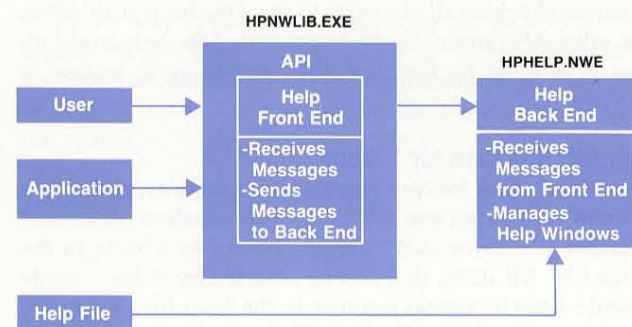 HPNWLIB.EXE
API
HPHELP.NWE
User
Help
Front End
Help
Back End
-Receives
Messages
-Sends
Messages
to Back End
-Receives
Messages
from Front End
-Manages
Help Windows
Application
Help File